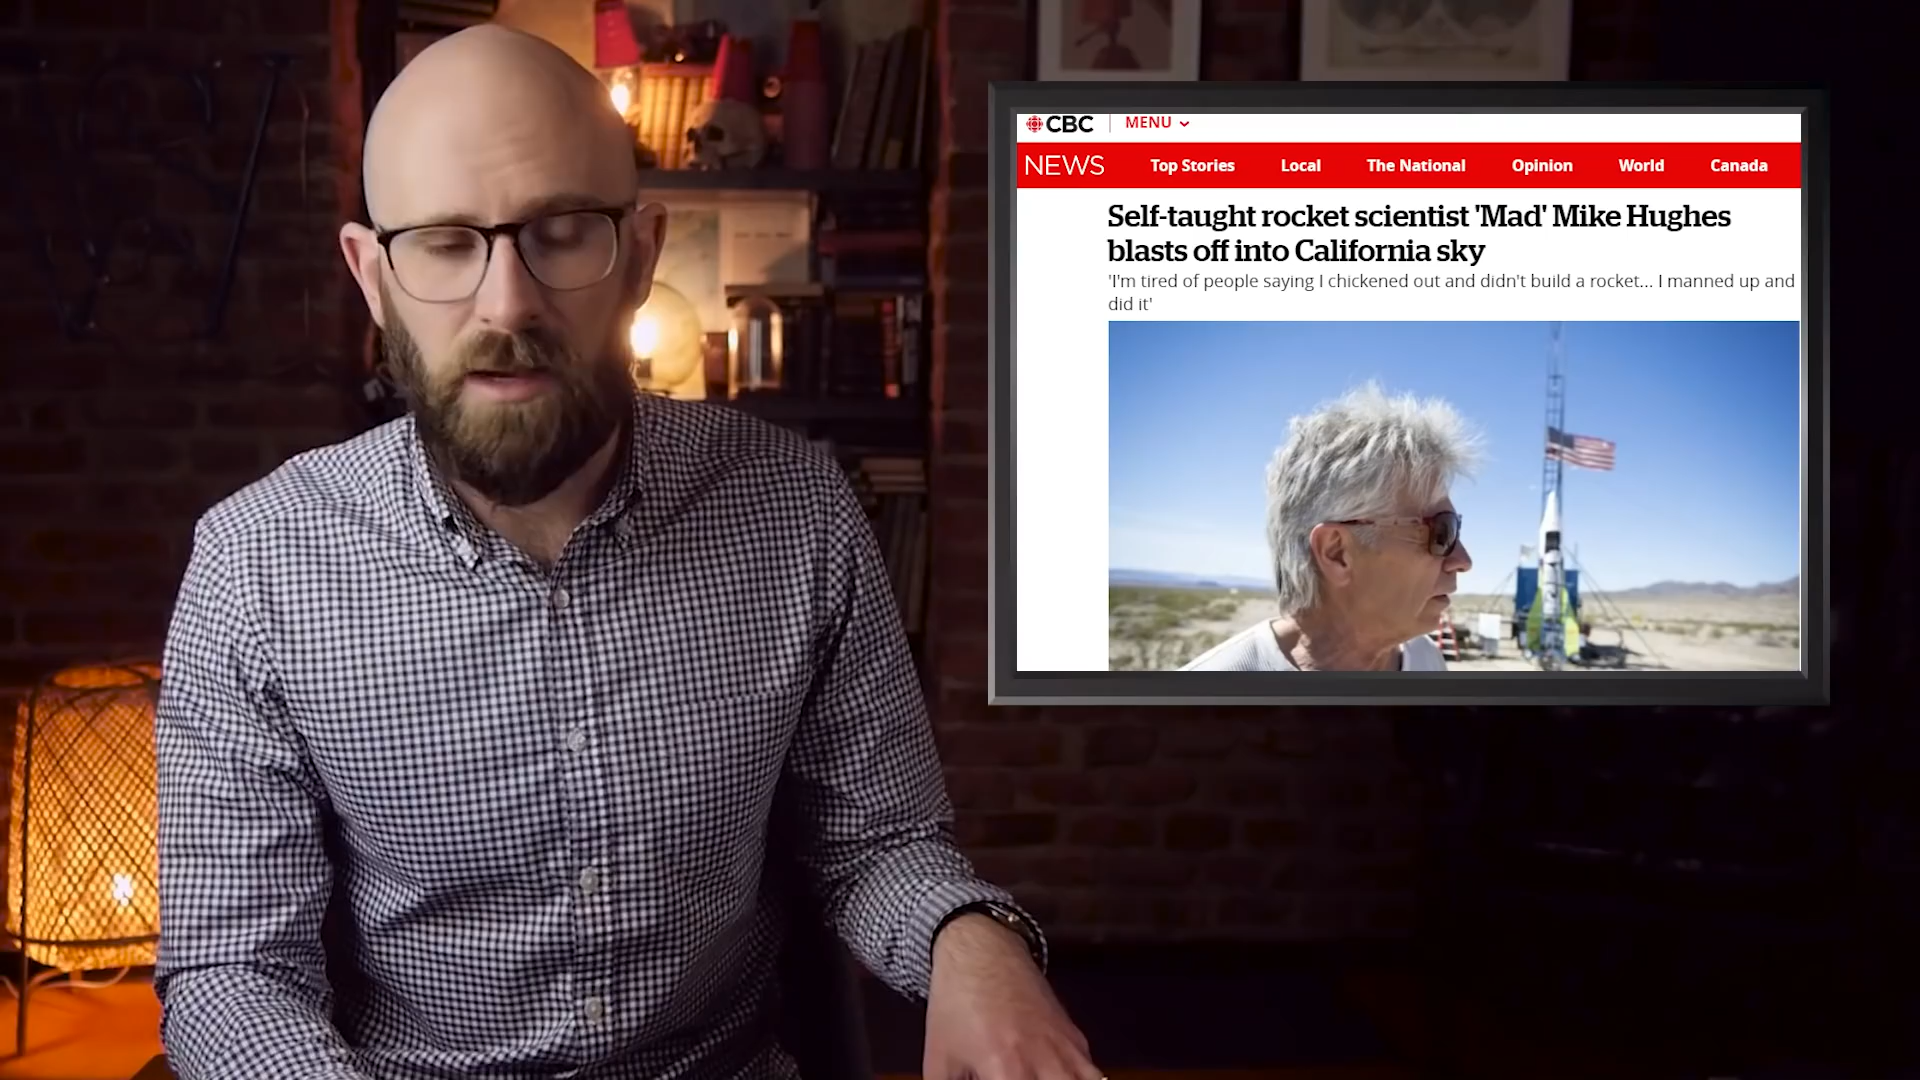 CBC MENU
NEWS Top Stories Local The National Opinion World Canada
Self-taught rocket scientist 'Mad' Mike Hughes
blasts off into California sky
'I'm tired of people saying I chickened out and didn't build a rocket... I manned up and
did it'